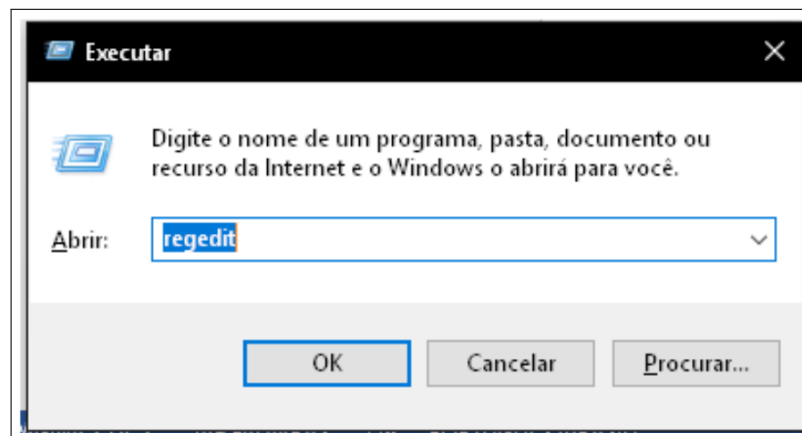 Executar
Digite o nome de um programa, pasta, documento ou
recurso da Internet e o Windows o abrirá para você.
Abrir:
regedit
OK
Cancelar
Procurar...